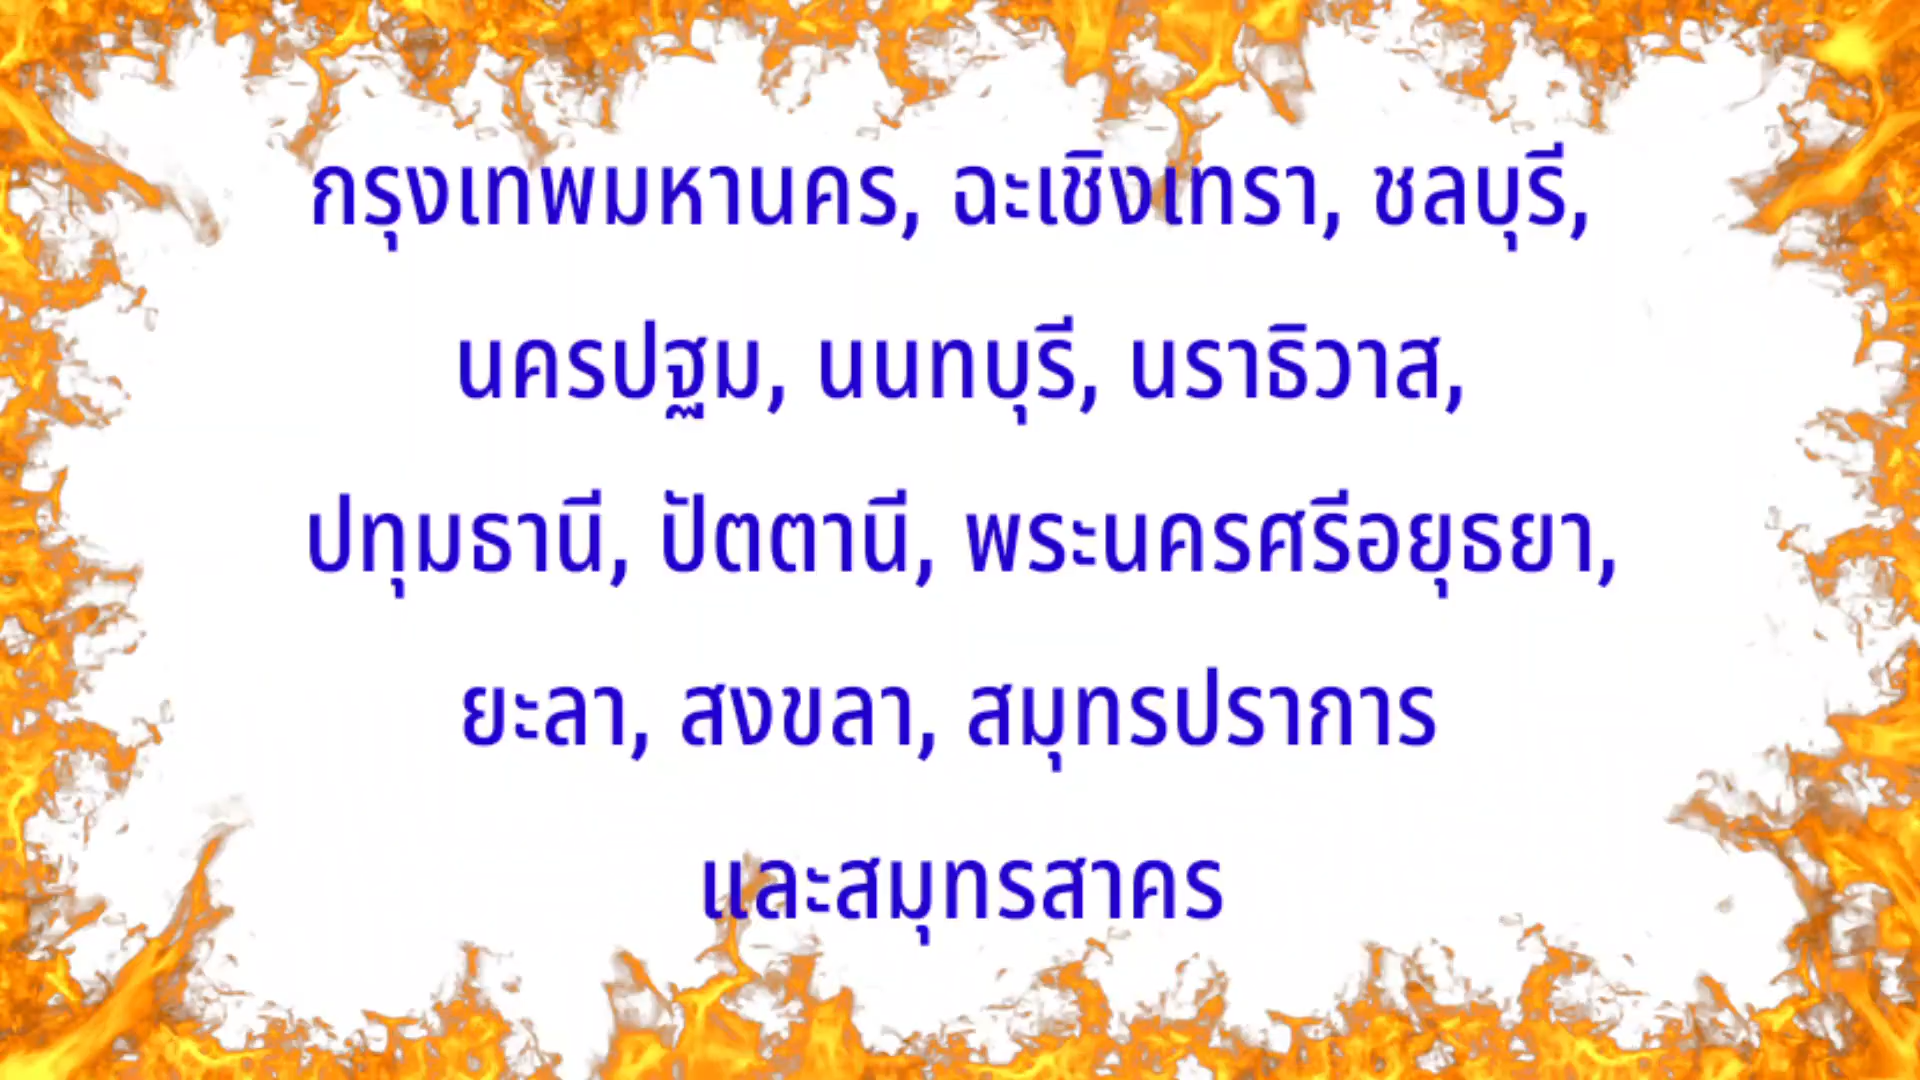 กรุงเทพมหานคร, ฉะเชิงเทรา, ชลบุรี,
นครปฐม, นนทบุรี, นราธิวาส,
ปทุมธานี, ปัตตานี, พระนครศรีอยุธยา,
ยะลา, สงขลา, สมุทรปราการ
และสมุทรสาคร